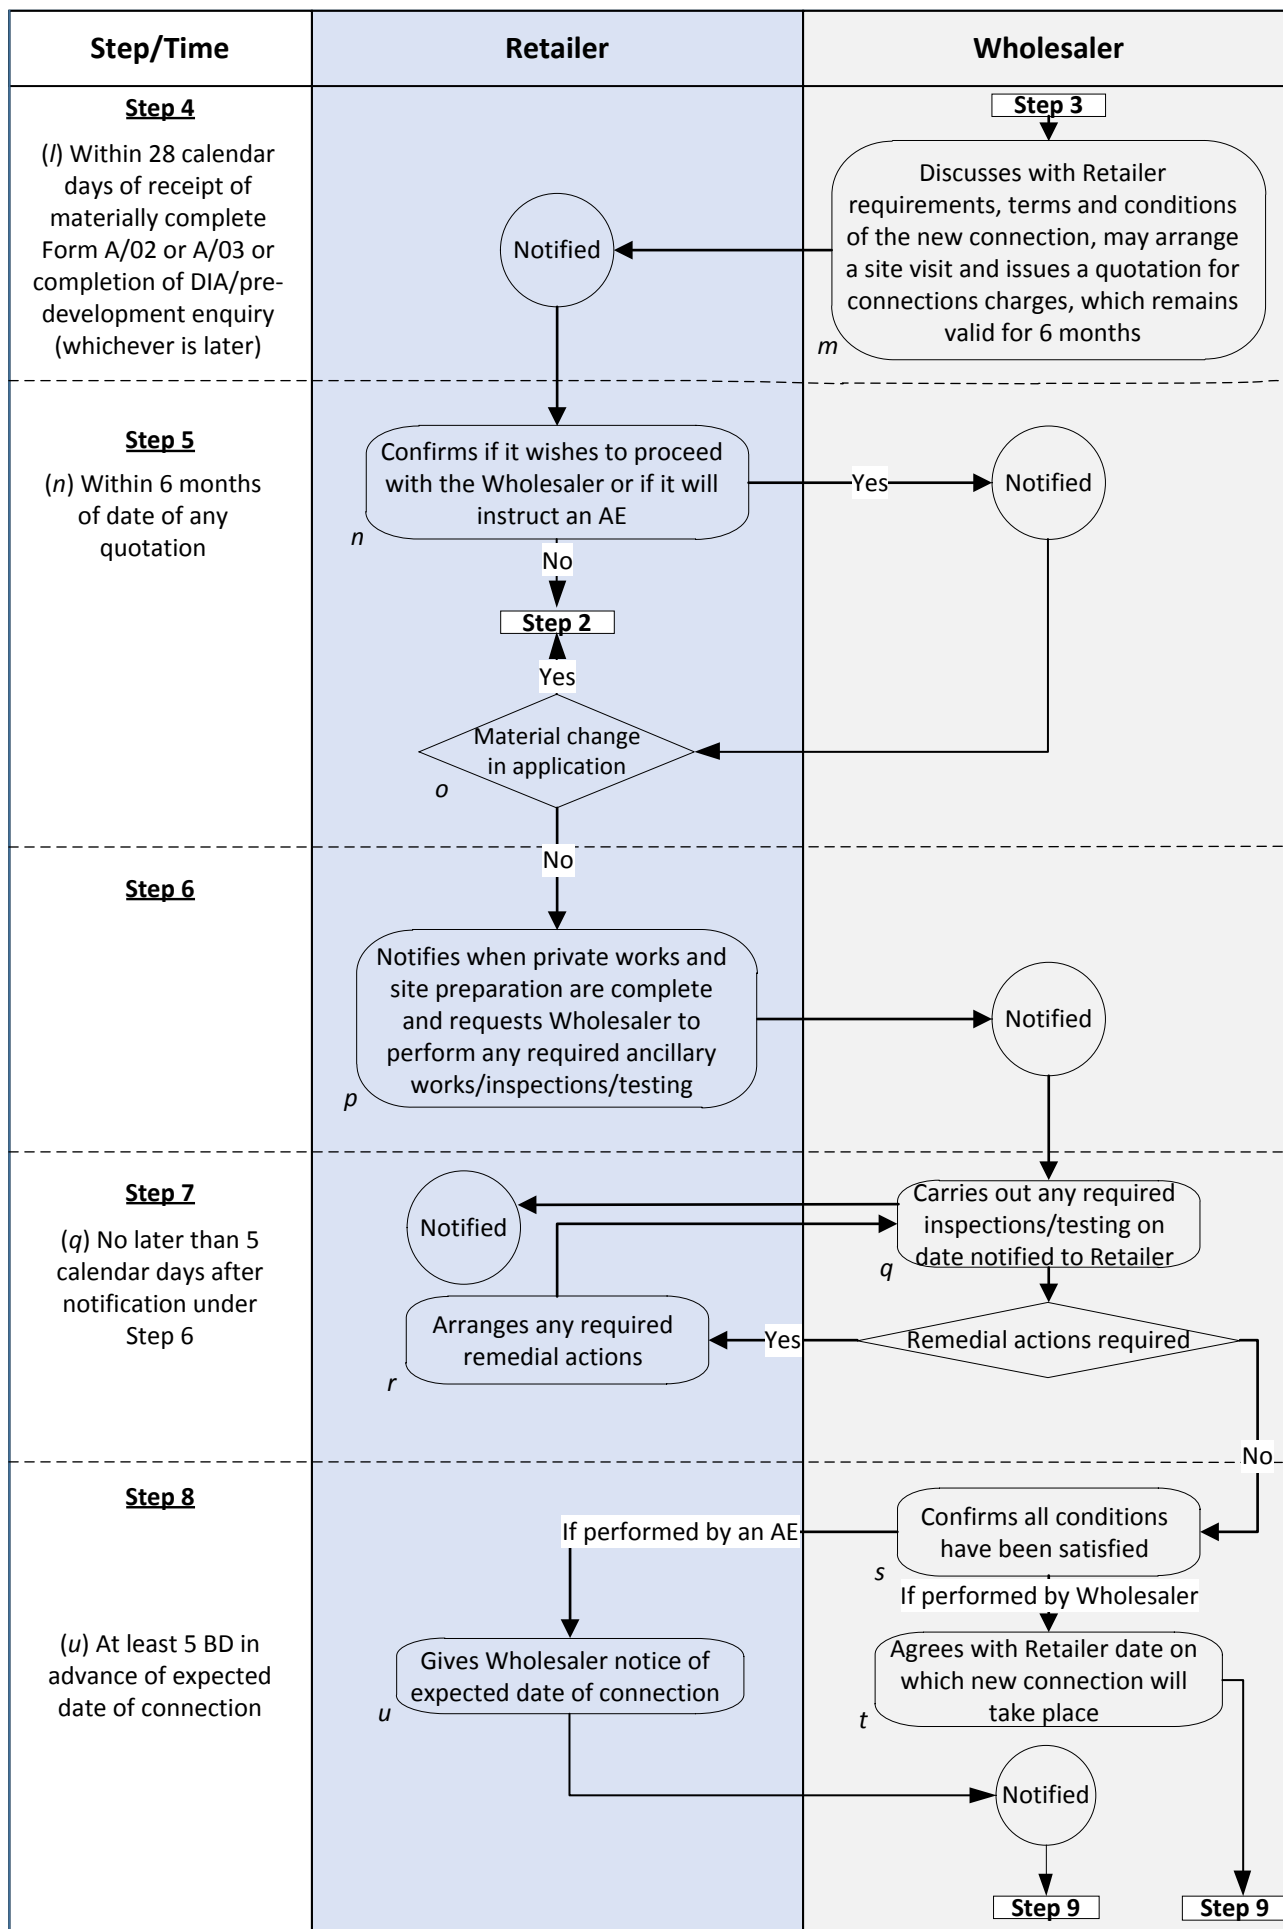 Step/Time
Retailer
Wholesaler
Step 4
(l) Within 28 calendar
days of receipt of
materially complete
Form A/02 or A/03 or
completion of DIA/pre-
development enquiry
(whichever is later)
Step 3
Discusses with Retailer
requirements, terms and conditions
of the new connection, may arrange
a site visit and issues a quotation for
connections charges, which remains
valid for 6 months
m
Notified
Step 5
(n) Within 6 months
of date of any
quotation
Confirms if it wishes to proceed
with the Wholesaler or if it will
instruct an AE
n
Yes
Notified
No
Step 2
Yes
Material change
in application
o
No
Step 6
Notifies when private works and
site preparation are complete
and requests Wholesaler to
perform any required ancillary
works/inspections/testing
p
Notified
Step 7
(q) No later than 5
calendar days after
notification under
Step 6
Notified
Carries out any required
inspections/testing on
date notified to Retailer
q
Arranges any required
remedial actions
r
Yes
Remedial actions required
No
Step 8
(u) At least 5 BD in
advance of expected
date of connection
Confirms all conditions
have been satisfied
s
If performed by an AE
If performed by Wholesaler
Gives Wholesaler notice of
expected date of connection
u
Agrees with Retailer date on
which new connection will
take place
t
Notified
Step 9
Step 9